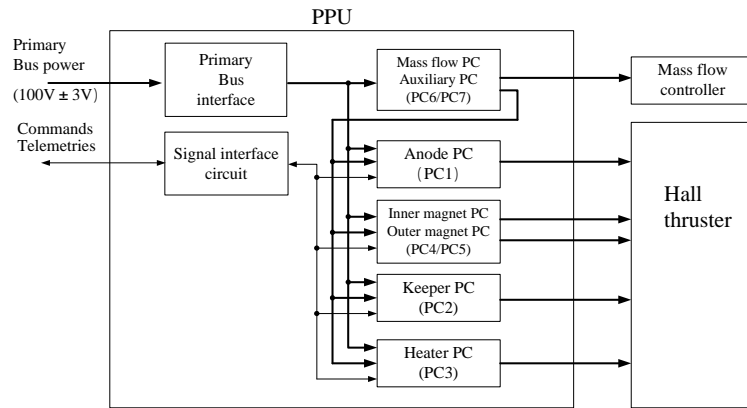 PPU
Primary
Bus power
(100V ± 3V)
Commands
Telemetries
Primary
Bus
interface
Signal interface
circuit
Mass flow PC
Auxiliary PC
(PC6/PC7)
Anode PC
(PC1)
Inner magnet PC
Outer magnet PC
(PC4/PC5)
Keeper PC
(PC2)
Heater PC
(PC3)
Mass flow
controller
Hall
thruster